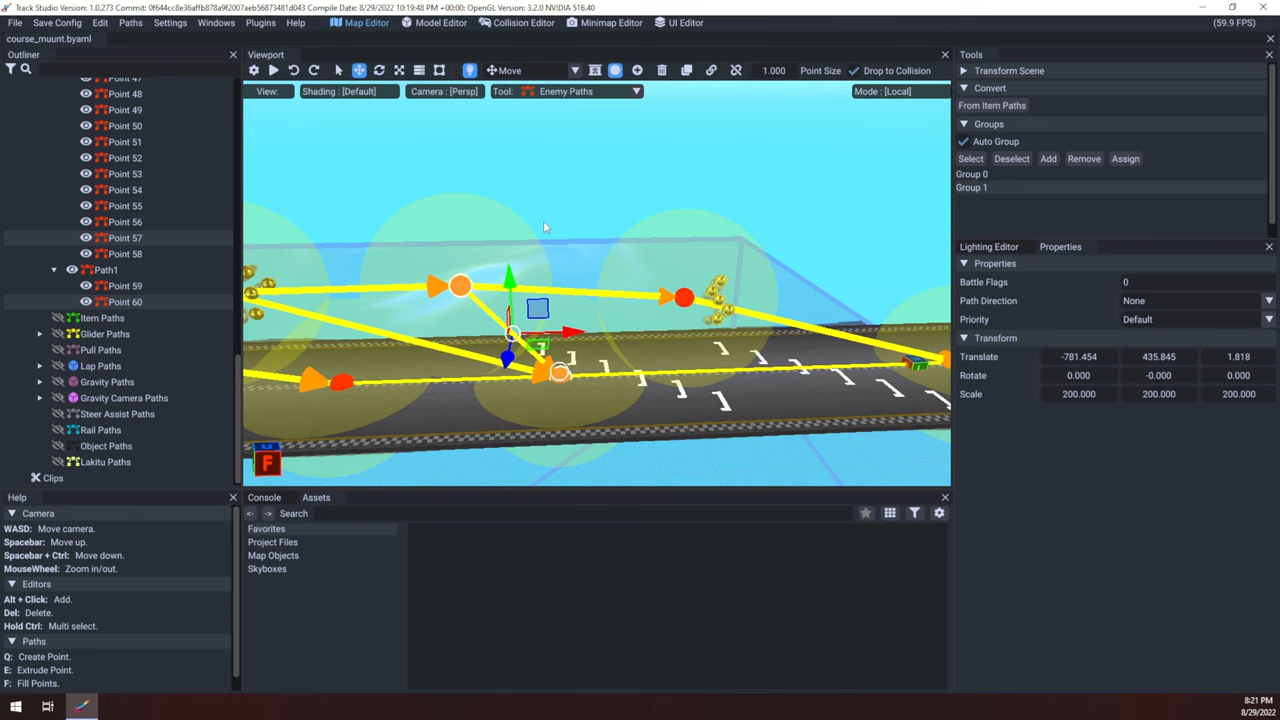 Track Studio: Version: 1.0.273 Commit: 0f644cc8e36affb878a9f2007aeb56873481d043 Compile Date: 8/29/2022 10:19:48 PM +00:00: OpenGL Version: 3.2.0 NVIDIA 516.40
File Save Config Edit Paths Settings Windows Plugins Help Map Editor Model Editor Collision Editor Minimap Editor UI Editor (59.9 FPS)
course_muunt.byaml
Outliner
Point 47
Point 48
Point 49
Point 50
Point 51
Point 52
Point 53
Point 54
Point 55
Point 56
Point 57
Point 58
Path1
Point 59
Point 60
Item Paths
Glider Paths
Pull Paths
Lap Paths
Gravity Paths
Gravity Camera Paths
Steer Assist Paths
Rail Paths
Object Paths
Lakitu Paths
Clips
Help
Camera
WASD: Move camera.
Spacebar: Move up.
Spacebar + Ctrl: Move down.
MouseWheel: Zoom in/out.
Editors
Alt + Click: Add.
Del: Delete.
Hold Ctrl: Multi select.
Paths
Q: Create Point.
E: Extrude Point.
F: Fill Points.
Viewport
Move 1.000 Point Size Drop to Collision
View: Shading : [Default] Camera : [Persp] Tool: Enemy Paths Mode : [Local]
F
Console Assets
<- -> Search
Favorites
Project Files
Map Objects
Skyboxes
Tools
Transform Scene
Convert
From Item Paths
Groups
Auto Group
Select Deselect Add Remove Assign
Group 0
Group 1
Lighting Editor Properties
Properties
Battle Flags 0
Path Direction None
Priority Default
Transform
Translate -781.454 435.845 1.818
Rotate 0.000 -0.000 0.000
Scale 200.000 200.000 200.000
8:21 PM
8/29/2022